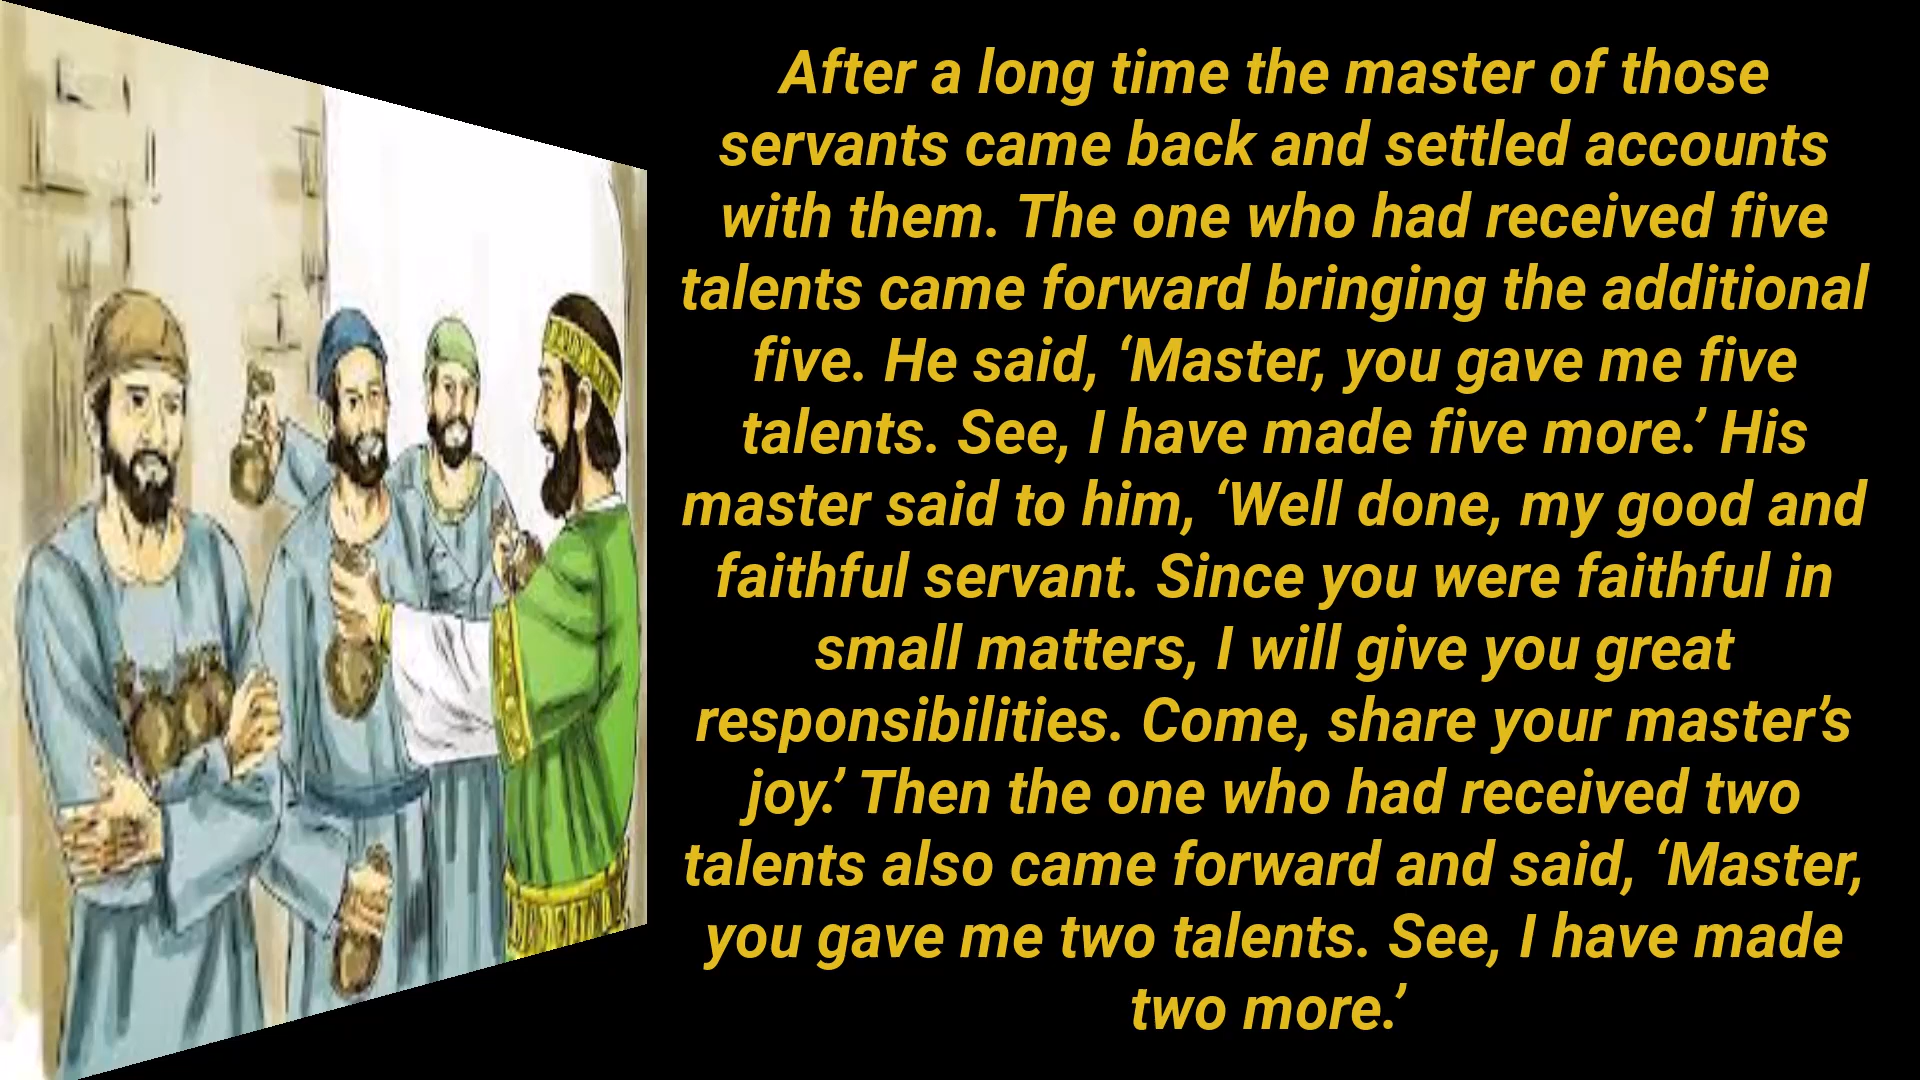 After a long time the master of those
servants came back and settled accounts
with them. The one who had received five
talents came forward bringing the additional
five. He said, ‘Master, you gave me five
talents. See, I have made five more.’ His
master said to him, ‘Well done, my good and
faithful servant. Since you were faithful in
small matters, I will give you great
responsibilities. Come, share your master’s
joy.’ Then the one who had received two
talents also came forward and said, ‘Master,
you gave me two talents. See, I have made
two more.’